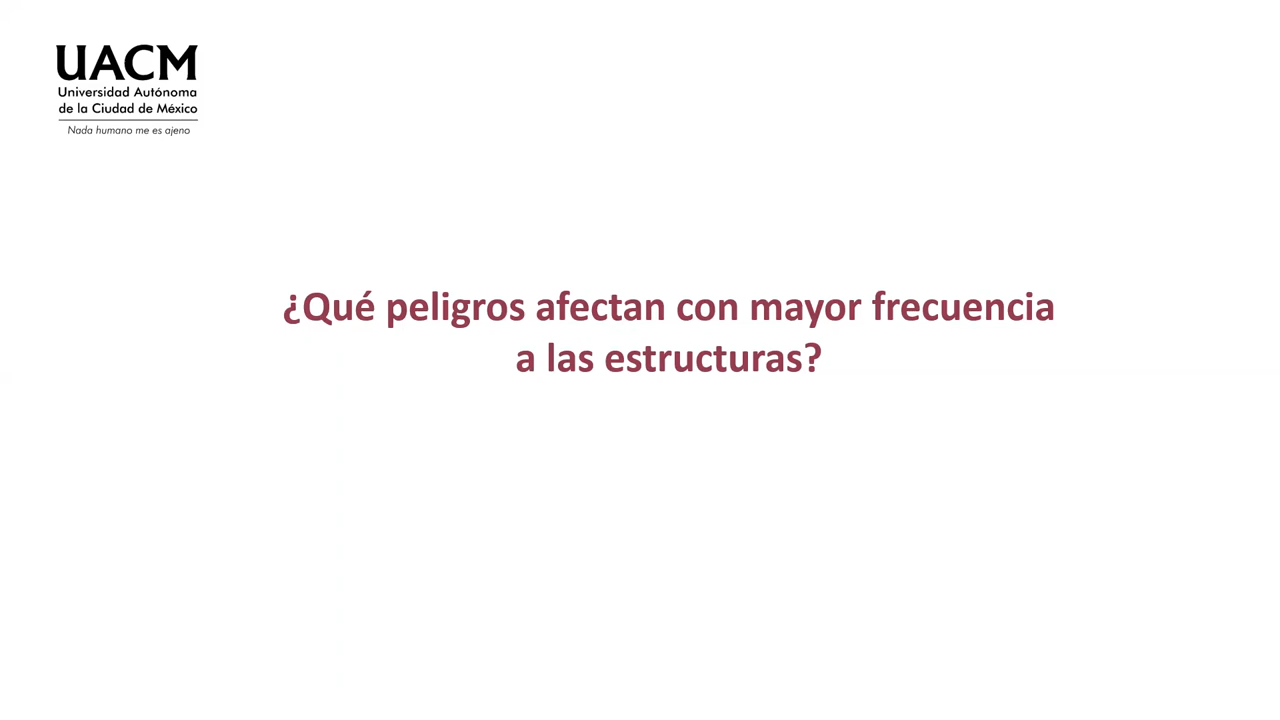 UACM
Universidad Autónoma
de la Ciudad de México
Nada humano me es ajeno
¿Qué peligros afectan con mayor frecuencia
a las estructuras?